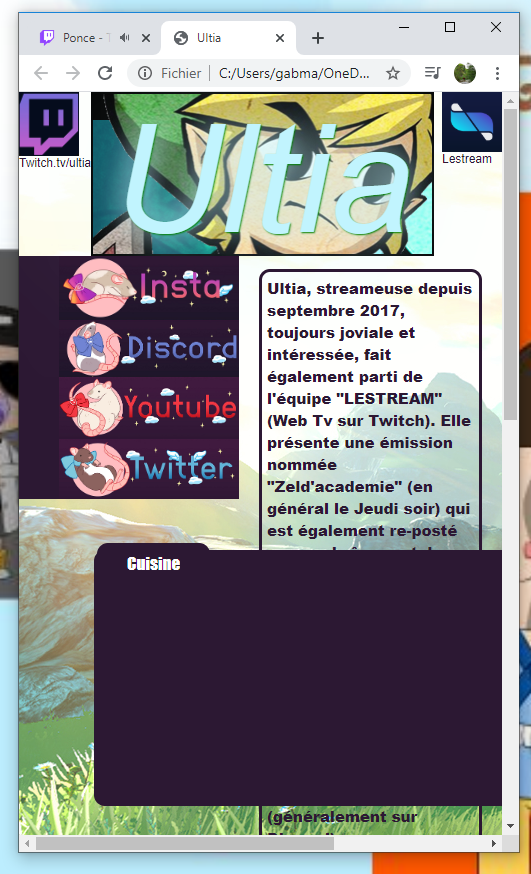 Ponce - T
Ultia
Fichier
C:/Users/gabma/OneD...
Twitch.tv/ultia
Ultia
Lestream
Insta
Discord
Youtube
Twitter
Ultia, streameuse depuis
septembre 2017,
toujours joviale et
intéressée, fait
également parti de
l'équipe "LESTREAM"
(Web Tv sur Twitch). Elle
présente une émission
nommée
"Zeld'academie" (en
général le Jeudi soir) qui
est également re-posté
Cuisine
(généralement sur